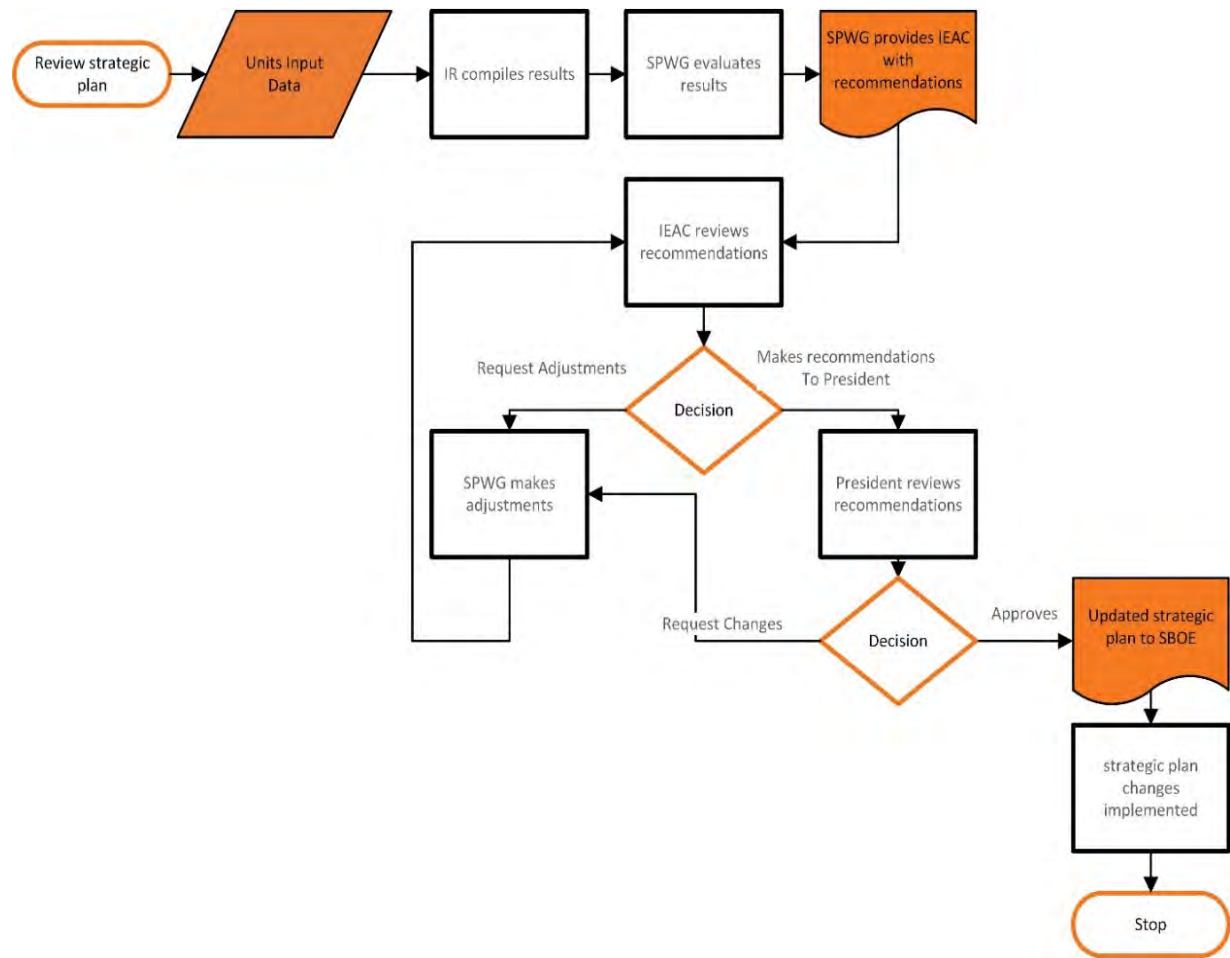 Review strategic
plan
Units Input
Data
IR compiles results
SPWG evaluates
results
SPWG provides IEAC
with
recommendations
IEAC reviews
recommendations
Request Adjustments
Makes recommendations
To President
Decision
SPWG makes
adjustments
President reviews
recommendations
Request Changes
Decision
Approves
Updated strategic
plan to SBOE
strategic plan
changes
implemented
Stop